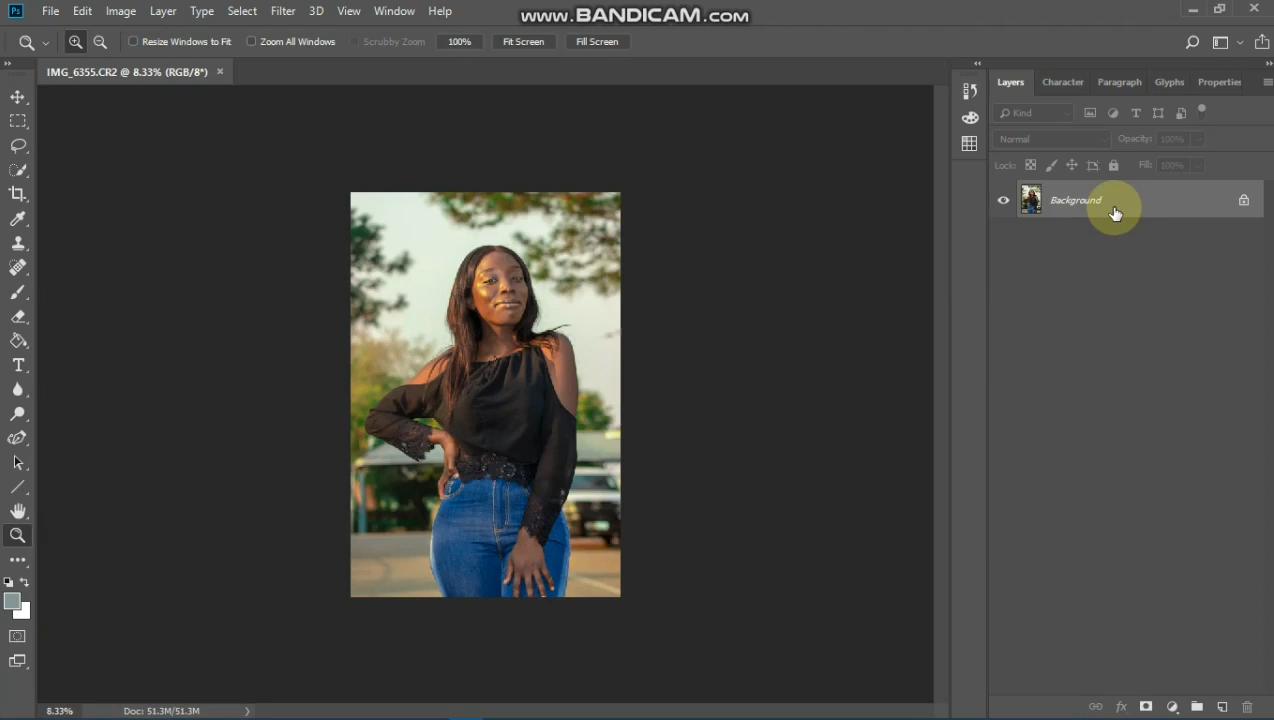 Ps File Edit Image Layer Type Select Filter 3D View Window Help
www.BANDICAM.com
Resize Windows to Fit Zoom All Windows Scrubby Zoom 100% Fit Screen Fill Screen
IMG_6355.CR2 @ 8.33% (RGB/8*) ×
Layers Character Paragraph Glyphs Properties
Kind
Normal Opacity: 100%
Lock: Fill: 100%
Background
8.33% Doc: 51.3M/51.3M